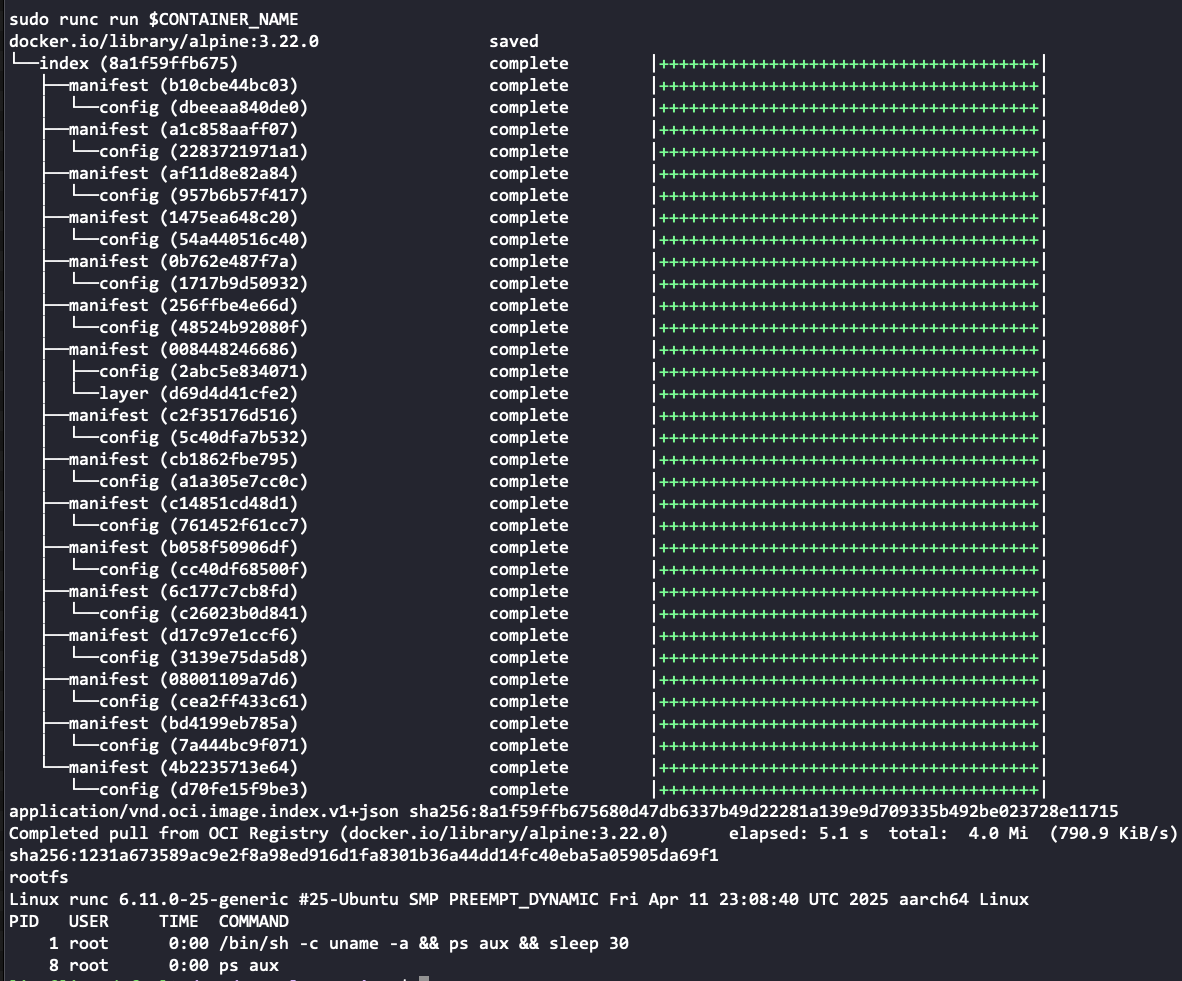 sudo runc run $CONTAINER_NAME
docker.io/library/alpine:3.22.0 saved
└──index (8a1f59ffb675) complete |++++++++++++++++++++++++++++++++++++++|
├──manifest (b10cbe44bc03) complete |++++++++++++++++++++++++++++++++++++++|
│ └──config (dbeeaa840de0) complete |++++++++++++++++++++++++++++++++++++++|
├──manifest (a1c858aaff07) complete |++++++++++++++++++++++++++++++++++++++|
│ └──config (2283721971a1) complete |++++++++++++++++++++++++++++++++++++++|
├──manifest (af11d8e82a84) complete |++++++++++++++++++++++++++++++++++++++|
│ └──config (957b6b57f417) complete |++++++++++++++++++++++++++++++++++++++|
├──manifest (1475ea648c20) complete |++++++++++++++++++++++++++++++++++++++|
│ └──config (54a440516c40) complete |++++++++++++++++++++++++++++++++++++++|
├──manifest (0b762e487f7a) complete |++++++++++++++++++++++++++++++++++++++|
│ └──config (1717b9d50932) complete |++++++++++++++++++++++++++++++++++++++|
├──manifest (256ffbe4e66d) complete |++++++++++++++++++++++++++++++++++++++|
│ └──config (48524b92080f) complete |++++++++++++++++++++++++++++++++++++++|
├──manifest (008448246686) complete |++++++++++++++++++++++++++++++++++++++|
│ ├──config (2abc5e834071) complete |++++++++++++++++++++++++++++++++++++++|
│ └──layer (d69d4d41cfe2) complete |++++++++++++++++++++++++++++++++++++++|
├──manifest (c2f35176d516) complete |++++++++++++++++++++++++++++++++++++++|
│ └──config (5c40dfa7b532) complete |++++++++++++++++++++++++++++++++++++++|
├──manifest (cb1862fbe795) complete |++++++++++++++++++++++++++++++++++++++|
│ └──config (a1a305e7cc0c) complete |++++++++++++++++++++++++++++++++++++++|
├──manifest (c14851cd48d1) complete |++++++++++++++++++++++++++++++++++++++|
│ └──config (761452f61cc7) complete |++++++++++++++++++++++++++++++++++++++|
├──manifest (b058f50906df) complete |++++++++++++++++++++++++++++++++++++++|
│ └──config (cc40df68500f) complete |++++++++++++++++++++++++++++++++++++++|
├──manifest (6c177c7cb8fd) complete |++++++++++++++++++++++++++++++++++++++|
│ └──config (c26023b0d841) complete |++++++++++++++++++++++++++++++++++++++|
├──manifest (d17c97e1ccf6) complete |++++++++++++++++++++++++++++++++++++++|
│ └──config (3139e75da5d8) complete |++++++++++++++++++++++++++++++++++++++|
├──manifest (08001109a7d6) complete |++++++++++++++++++++++++++++++++++++++|
│ └──config (cea2ff433c61) complete |++++++++++++++++++++++++++++++++++++++|
├──manifest (bd4199eb785a) complete |++++++++++++++++++++++++++++++++++++++|
│ └──config (7a444bc9f071) complete |++++++++++++++++++++++++++++++++++++++|
└──manifest (4b2235713e64) complete |++++++++++++++++++++++++++++++++++++++|
└──config (d70fe15f9be3) complete |++++++++++++++++++++++++++++++++++++++|
application/vnd.oci.image.index.v1+json sha256:8a1f59ffb675680d47db6337b49d22281a139e9d709335b492be023728e11715
Completed pull from OCI Registry (docker.io/library/alpine:3.22.0) elapsed: 5.1 s total: 4.0 Mi (790.9 KiB/s)
sha256:1231a673589ac9e2f8a98ed916d1fa8301b36a44dd14fc40eba5a05905da69f1
rootfs
Linux runc 6.11.0-25-generic #25-Ubuntu SMP PREEMPT_DYNAMIC Fri Apr 11 23:08:40 UTC 2025 aarch64 Linux
PID USER TIME COMMAND
1 root 0:00 /bin/sh -c uname -a && ps aux && sleep 30
8 root 0:00 ps aux